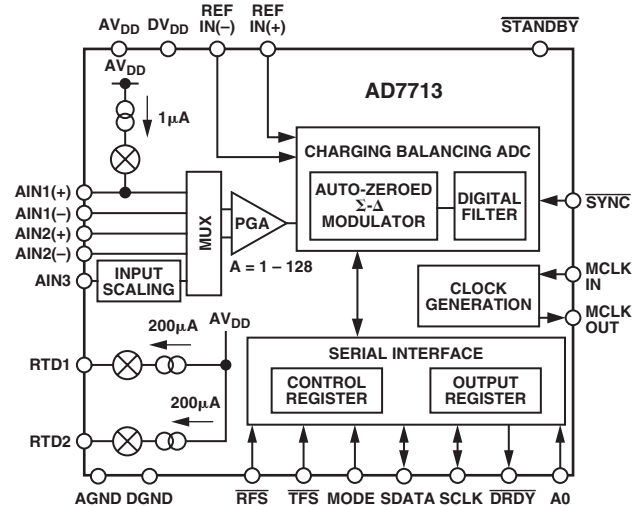 AVDD
DVDD
REF
IN(–)
REF
IN(+)
STANDBY
AVDD
AD7713
1µA
CHARGING BALANCING ADC
AUTO-ZEROED
Σ-Δ
MODULATOR
DIGITAL
FILTER
AIN1(+)
AIN1(–)
AIN2(+)
AIN2(–)
AIN3
MUX
PGA
A = 1 – 128
INPUT
SCALING
SYNC
CLOCK
GENERATION
MCLK
IN
MCLK
OUT
AVDD
200µA
RTD1
200µA
RTD2
SERIAL INTERFACE
CONTROL
REGISTER
OUTPUT
REGISTER
AGND DGND RFS TFS MODE SDATA SCLK DRDY A0